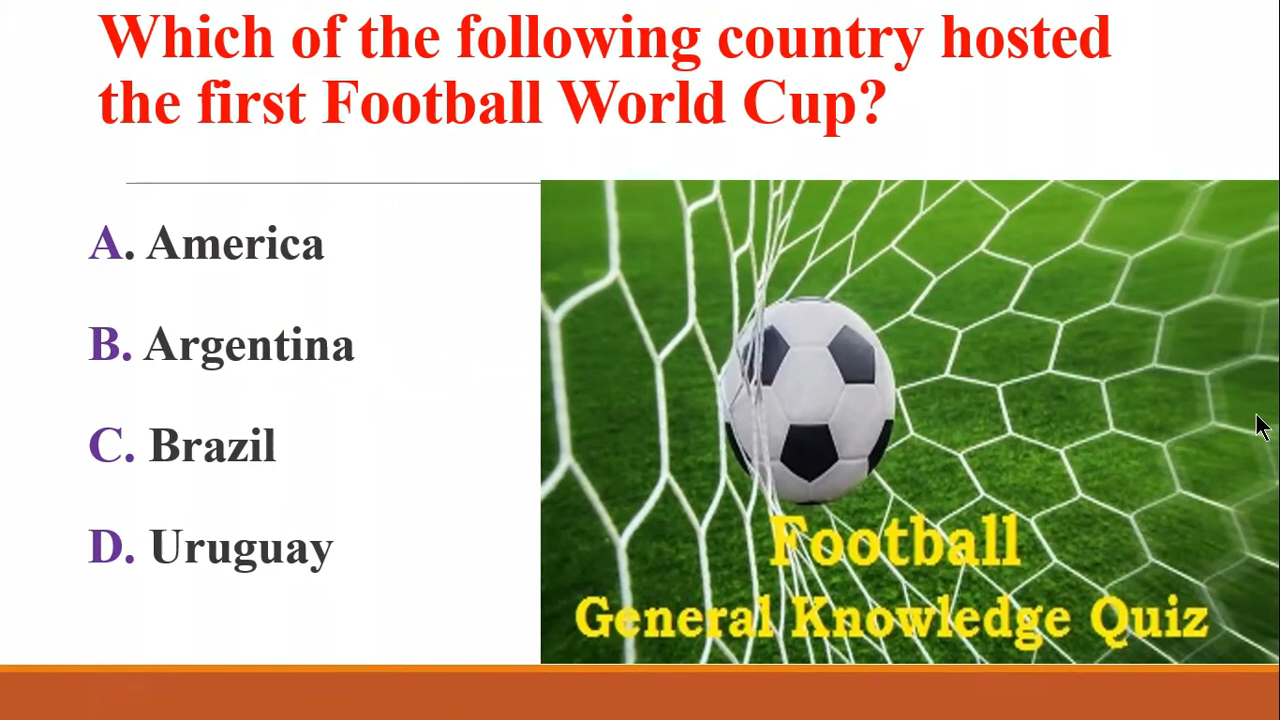 Which of the following country hosted
the first Football World Cup?
A. America
B. Argentina
C. Brazil
D. Uruguay
Football
General Knowledge Quiz